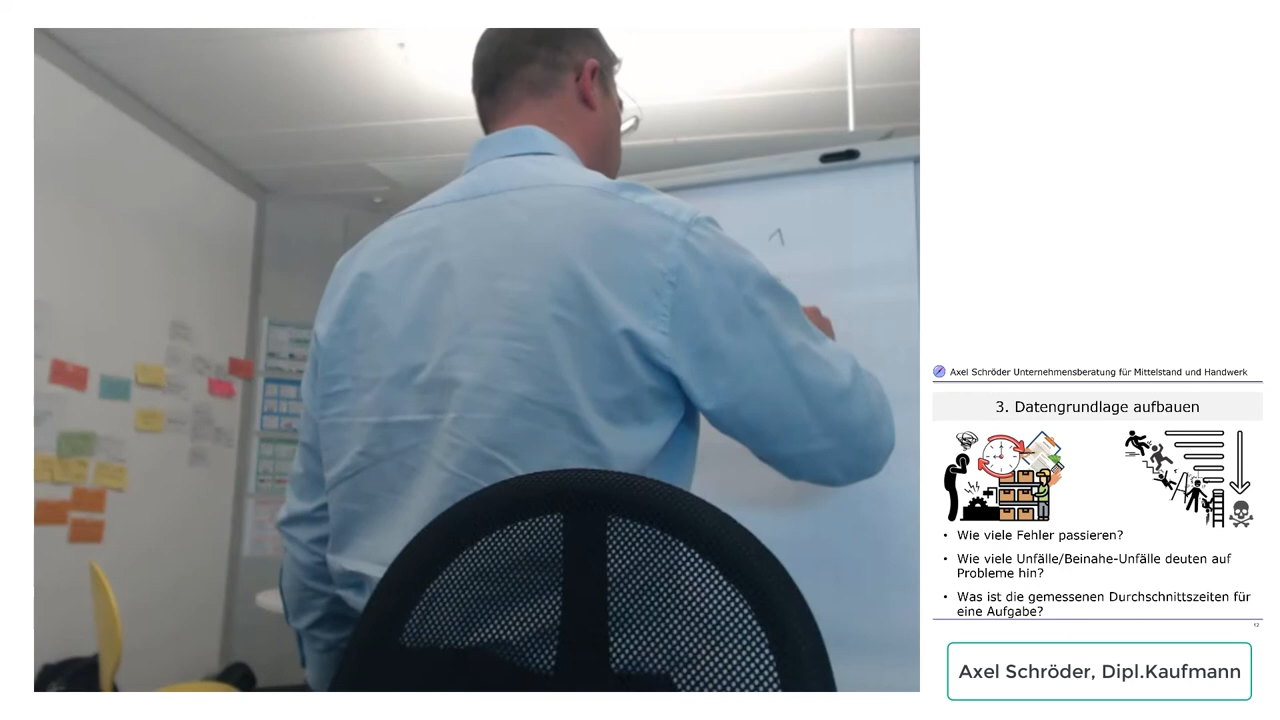 Axel Schröder Unternehmensberatung für Mittelstand und Handwerk
3. Datengrundlage aufbauen
• Wie viele Fehler passieren?
• Wie viele Unfälle/Beinahe-Unfälle deuten auf
Probleme hin?
• Was ist die gemessenen Durchschnittszeiten für
eine Aufgabe?
Axel Schröder, Dipl.Kaufmann